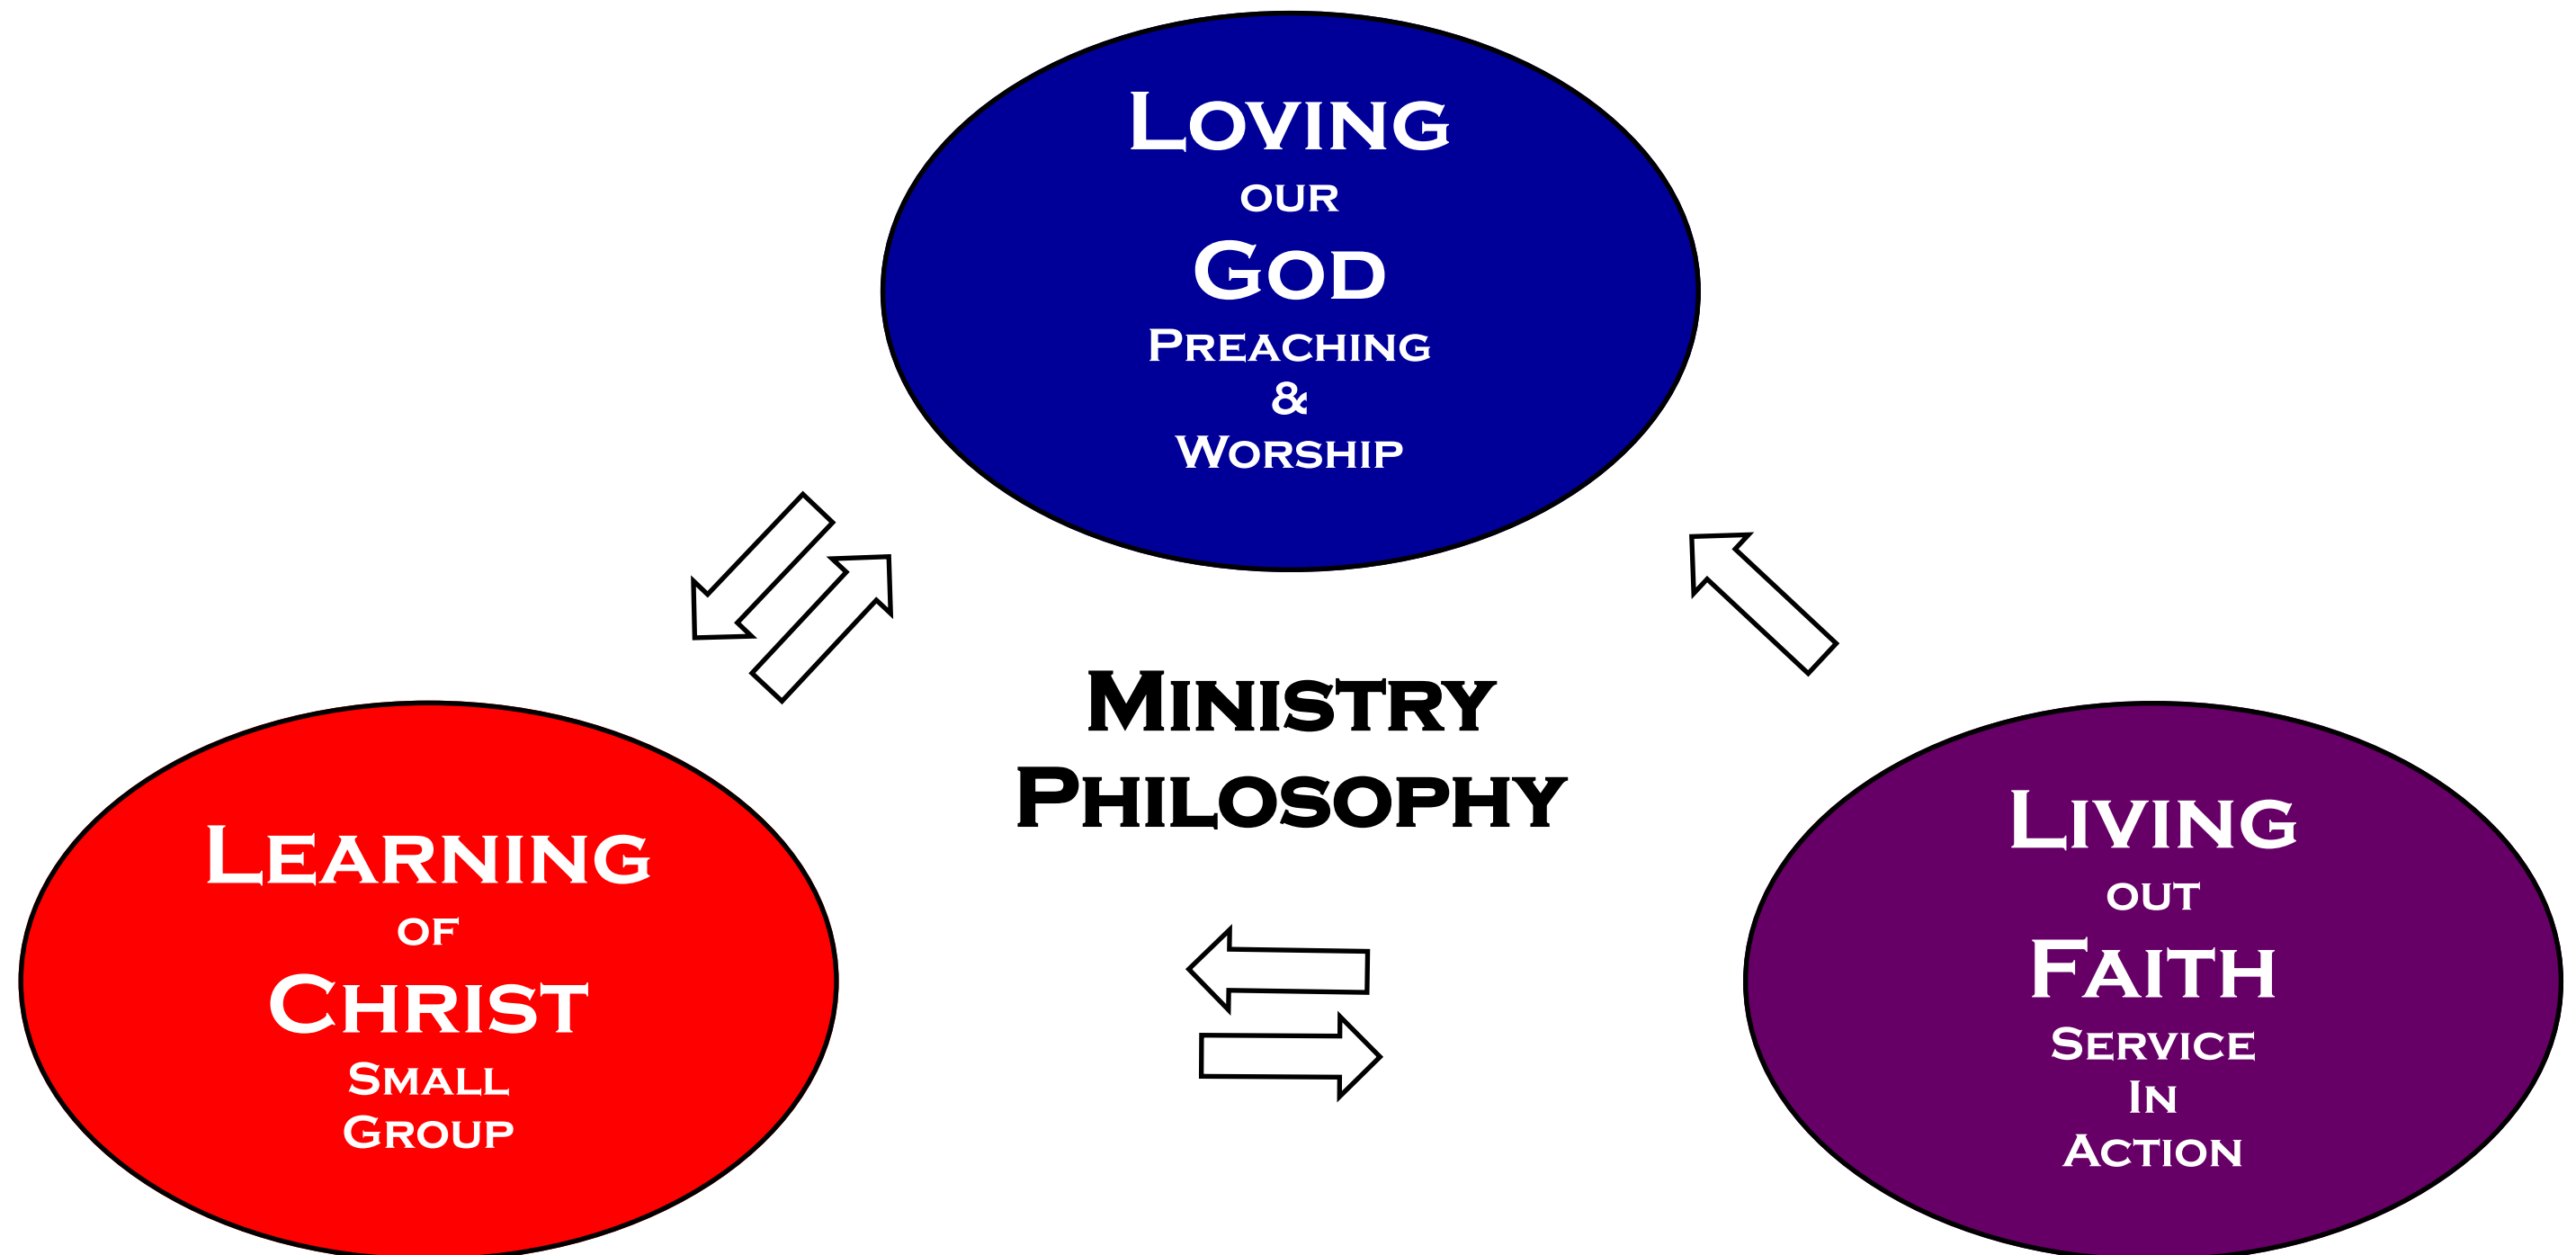 Loving
our
God
Preaching
&
Worship
Ministry
Philosophy
Learning
of
Christ
Small
Group
Living
out
Faith
Service
In
Action